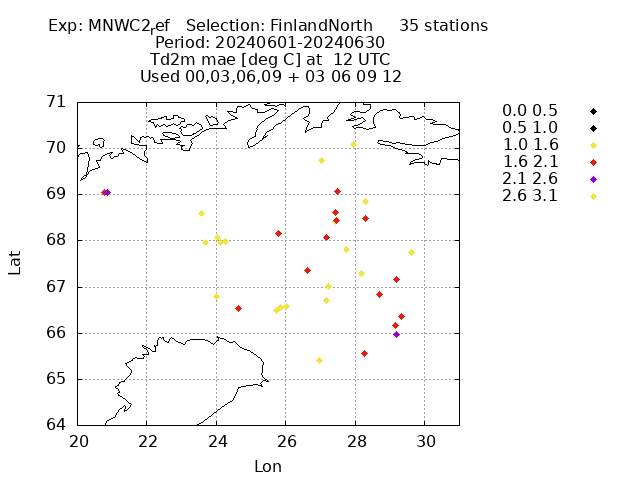 Exp: MNWC2ref Selection: FinlandNorth 35 stations
Period: 20240601-20240630
Td2m mae [deg C] at 12 UTC
Used 00,03,06,09 + 03 06 09 12
0.0 0.5
0.5 1.0
1.0 1.6
1.6 2.1
2.1 2.6
2.6 3.1
71
70
69
68
67
66
65
64
Lat
20 22 24 26 28 30
Lon